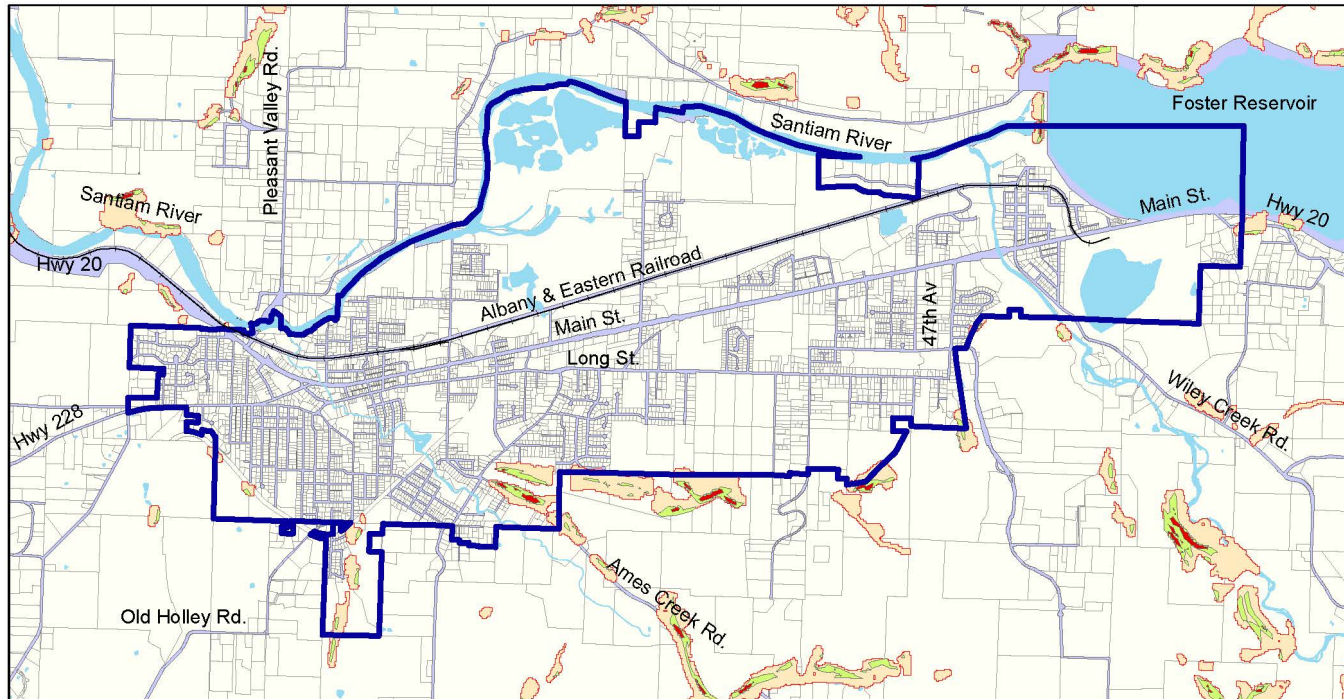 Pleasant Valley Rd.
Foster Reservoir
Santiam River
Santiam River
Main St.
Hwy 20
Hwy 20
Albany & Eastern Railroad
Main St.
47th Av
Long St.
Hwy 228
Wiley Creek Rd.
Ames Creek Rd.
Old Holley Rd.